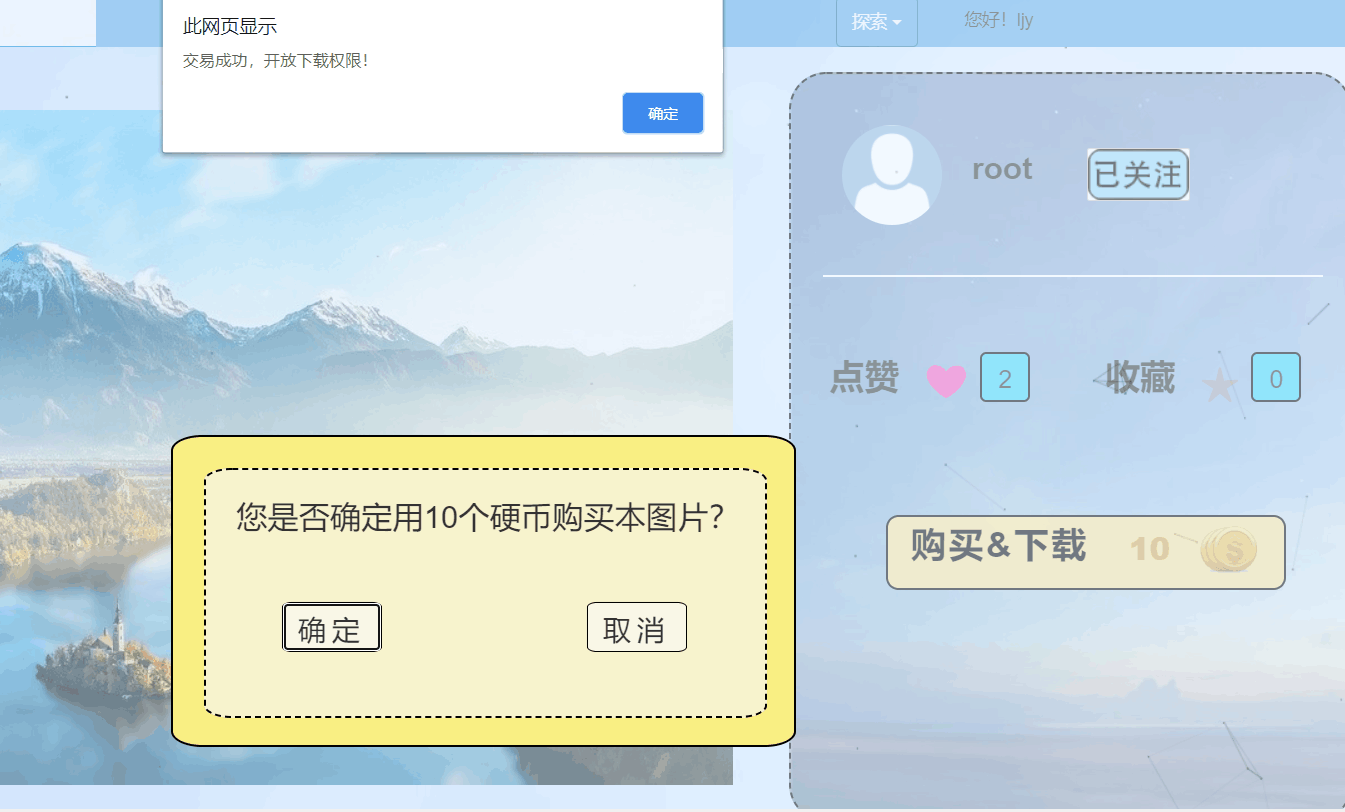 此网页显示
交易成功，开放下载权限！
确定
探索
您好！ljy
root
已关注
点赞
2
收藏
0
购买&下载
10
您是否确定用10个硬币购买本图片？
确定
取消